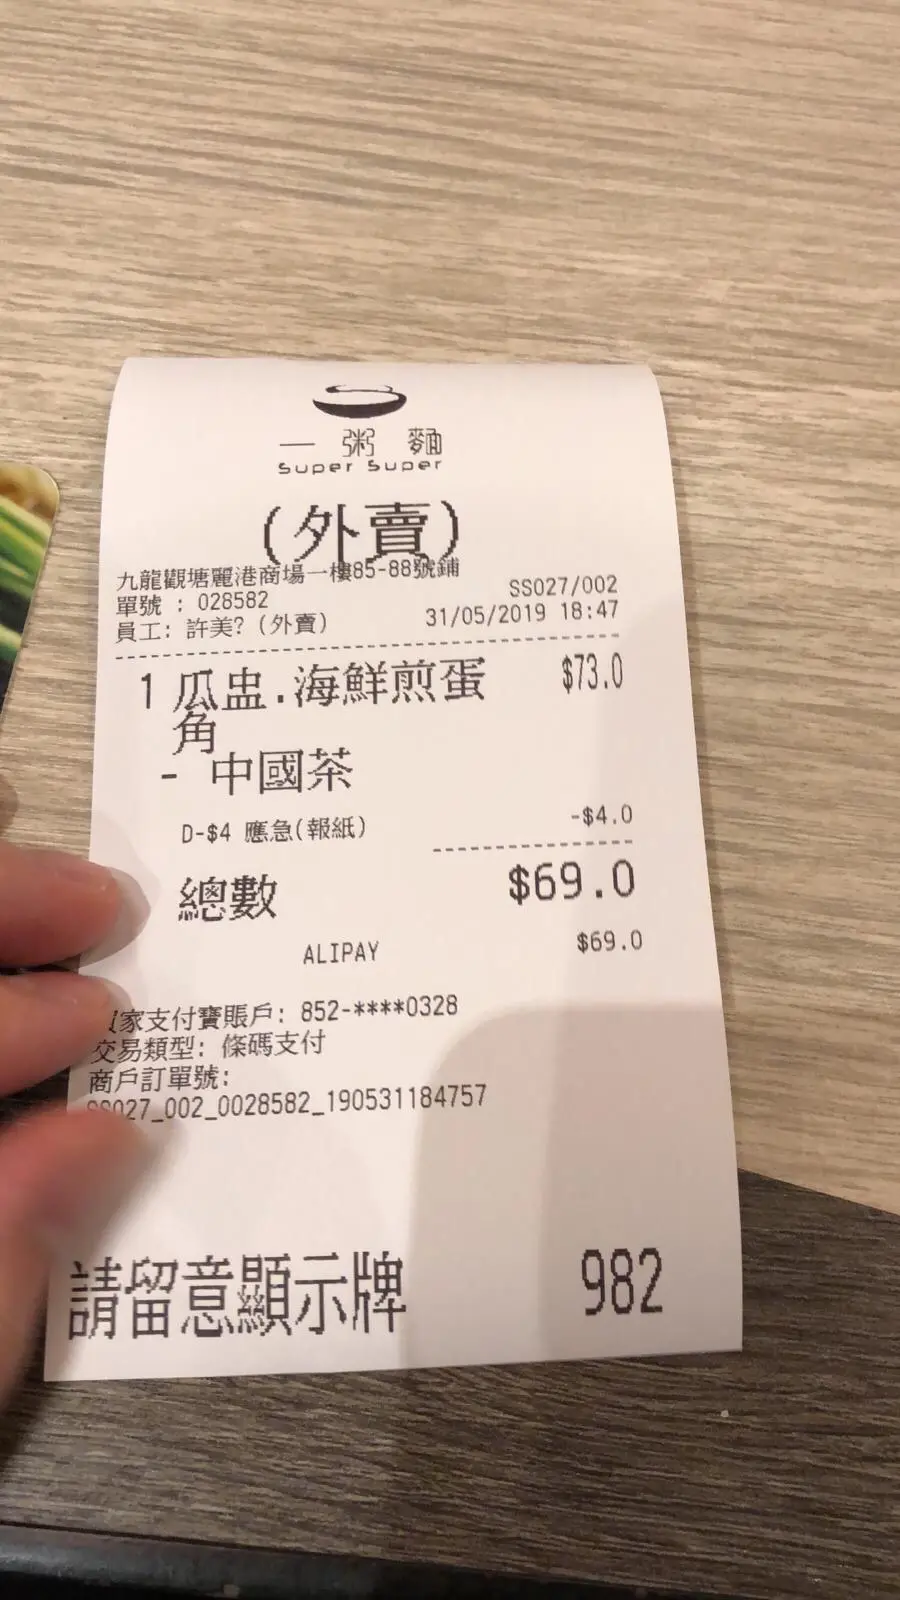 一 粥 麵
Super Super
(外賣)
九龍觀塘麗港商場一樓85-88號鋪
單號 : 028582 SS027/002
員工: 許美? (外賣) 31/05/2019 18:47
1 瓜盅.海鮮煎蛋 $73.0
角
- 中國茶
D-$4 應急(報紙) -$4.0
總數 $69.0
ALIPAY $69.0
家支付寶賬戶: 852-****0328
交易類型: 條碼支付
商戶訂單號:
SS027_002_0028582_190531184757
請留意顯示牌 982